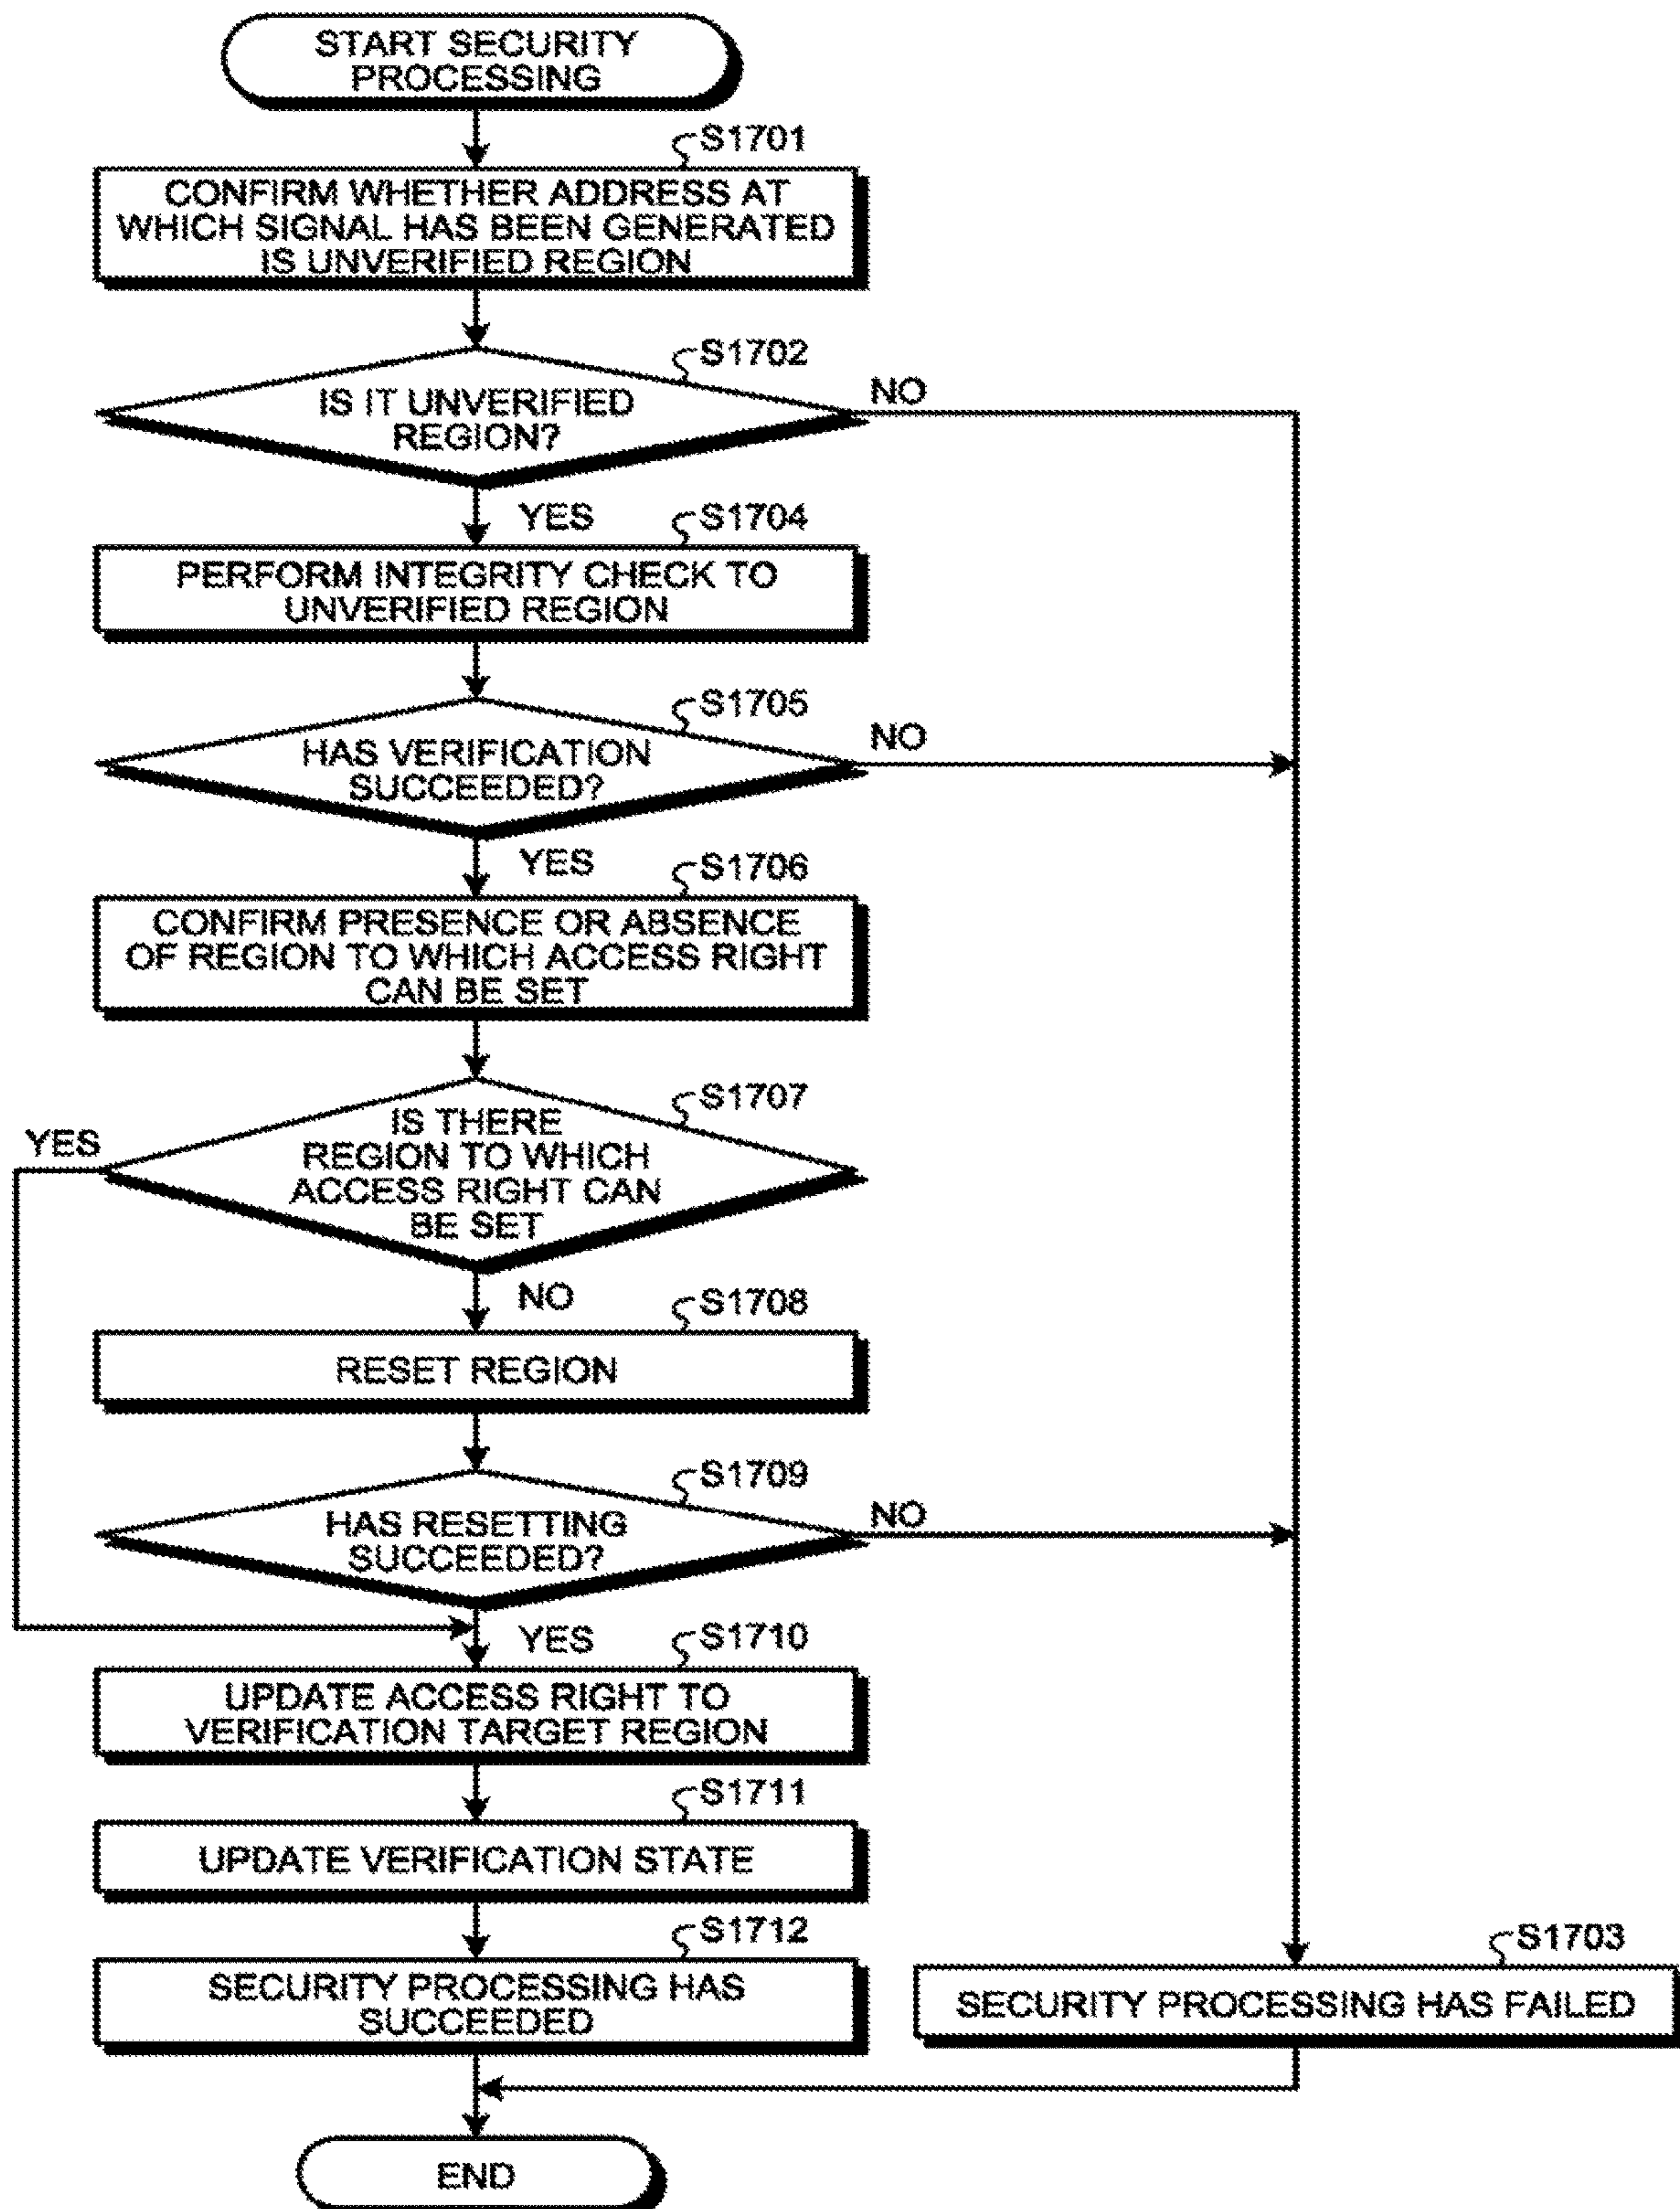 START SECURITY
PROCESSING
S1701
CONFIRM WHETHER ADDRESS AT
WHICH SIGNAL HAS BEEN GENERATED
IS UNVERIFIED REGION
S1702
IS IT UNVERIFIED
REGION?
NO
YES
S1704
PERFORM INTEGRITY CHECK TO
UNVERIFIED REGION
S1705
HAS VERIFICATION
SUCCEEDED?
NO
YES
S1706
CONFIRM PRESENCE OR ABSENCE
OF REGION TO WHICH ACCESS RIGHT
CAN BE SET
S1707
IS THERE
REGION TO WHICH
ACCESS RIGHT CAN
BE SET
YES
NO
S1708
RESET REGION
S1709
HAS RESETTING
SUCCEEDED?
NO
YES
S1710
UPDATE ACCESS RIGHT TO
VERIFICATION TARGET REGION
S1711
UPDATE VERIFICATION STATE
S1712
SECURITY PROCESSING HAS
SUCCEEDED
S1703
SECURITY PROCESSING HAS FAILED
END